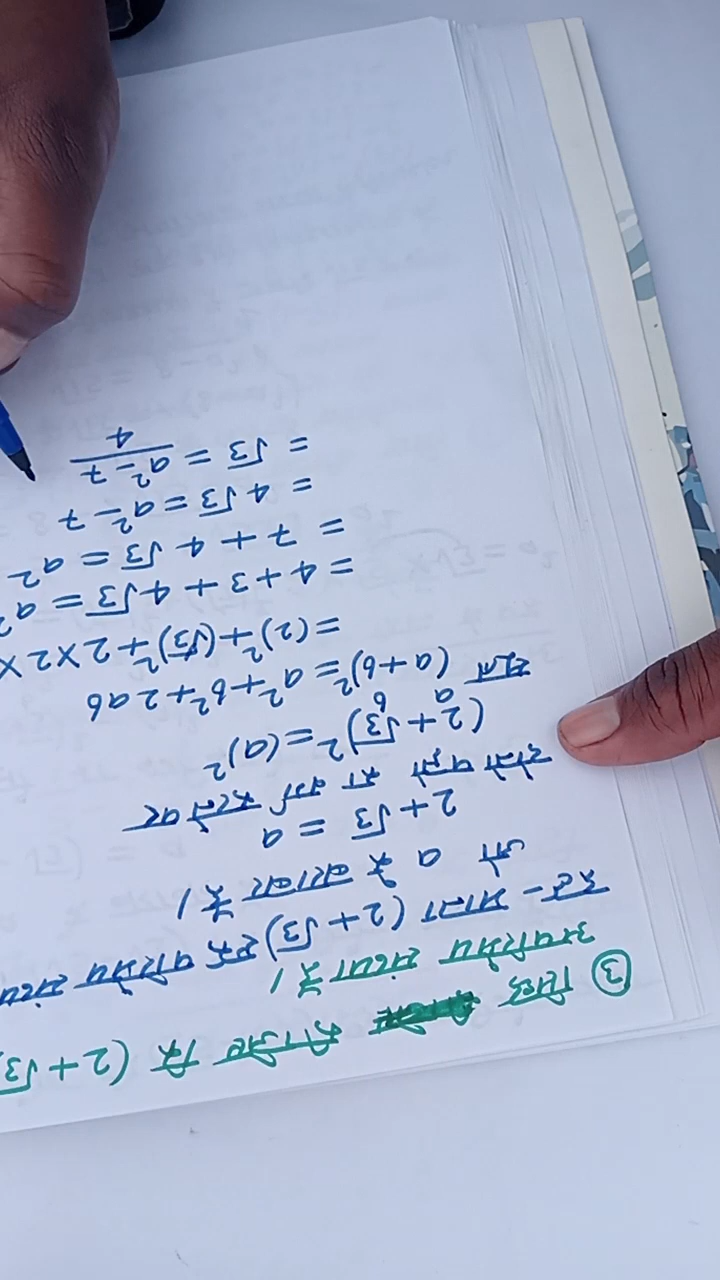 ③ सिद्ध कीजिए कि (2 + √3)
अपरिमेय संख्या है।
हल- माना (2 + √3) एक परिमेय संख्या
जो a के बराबर है।
2 + √3 = a
दोनों पक्षों का वर्ग करने पर
(2 + √3)² = (a)²
a b
सूत्र (a + b)² = a² + b² + 2ab
= (2)² + (√3)² + 2 × 2 ×
= 4 + 3 + 4√3 = a²
= 7 + 4√3 = a²
= 4√3 = a² - 7
= √3 = a² - 7 / 4